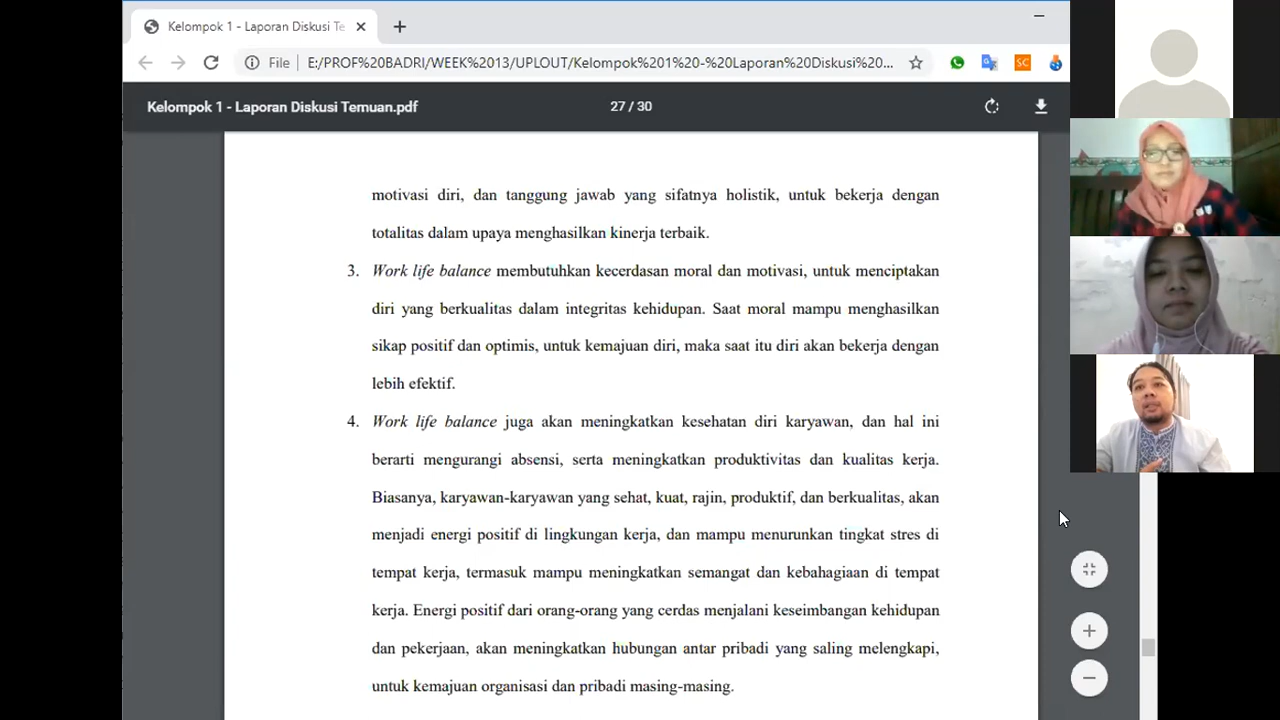 Kelompok 1 - Laporan Diskusi Te
File
E:/PROF%20BADRI/WEEK%2013/UPLOUT/Kelompok%201%20-%20Laporan%20Diskusi%20...
SC
Kelompok 1 - Laporan Diskusi Temuan.pdf
27 / 30
motivasi diri, dan tanggung jawab yang sifatnya holistik, untuk bekerja dengan
totalitas dalam upaya menghasilkan kinerja terbaik.
3. Work life balance membutuhkan kecerdasan moral dan motivasi, untuk menciptakan
diri yang berkualitas dalam integritas kehidupan. Saat moral mampu menghasilkan
sikap positif dan optimis, untuk kemajuan diri, maka saat itu diri akan bekerja dengan
lebih efektif.
4. Work life balance juga akan meningkatkan kesehatan diri karyawan, dan hal ini
berarti mengurangi absensi, serta meningkatkan produktivitas dan kualitas kerja.
Biasanya, karyawan-karyawan yang sehat, kuat, rajin, produktif, dan berkualitas, akan
menjadi energi positif di lingkungan kerja, dan mampu menurunkan tingkat stres di
tempat kerja, termasuk mampu meningkatkan semangat dan kebahagiaan di tempat
kerja. Energi positif dari orang-orang yang cerdas menjalani keseimbangan kehidupan
dan pekerjaan, akan meningkatkan hubungan antar pribadi yang saling melengkapi,
untuk kemajuan organisasi dan pribadi masing-masing.